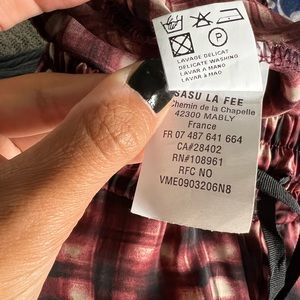 P
LAVAGE DELICAT
DELICATE WASHING
LAVAR A MANO
LAVAR À MÃO
SASU LA FEE
Chemin de la Chapelle
42300 MABLY
France
FR 07 487 641 664
CA#28402
RN#108961
RFC NO
VME0903206N8